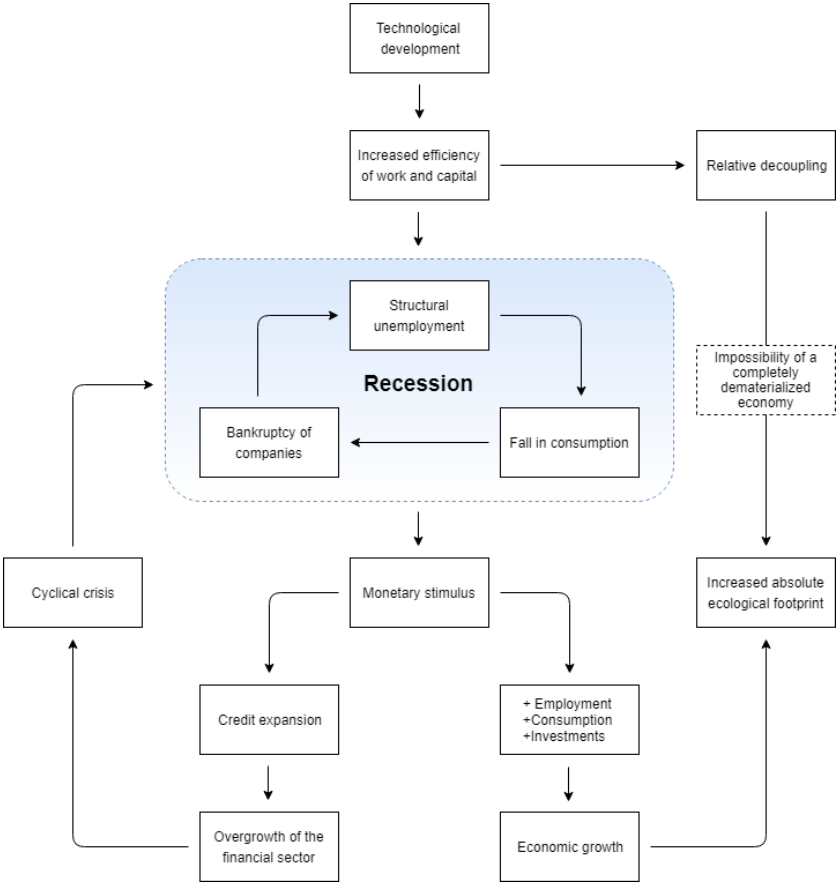 Technological
development
Increased efficiency
of work and capital
Relative decoupling
Structural
unemployment
Impossibility of a
completely
dematerialized
economy
Recession
Bankruptcy of
companies
Fall in consumption
Cyclical crisis
Monetary stimulus
Increased absolute
ecological footprint
Credit expansion
+ Employment
+Consumption
+Investments
Overgrowth of the
financial sector
Economic growth